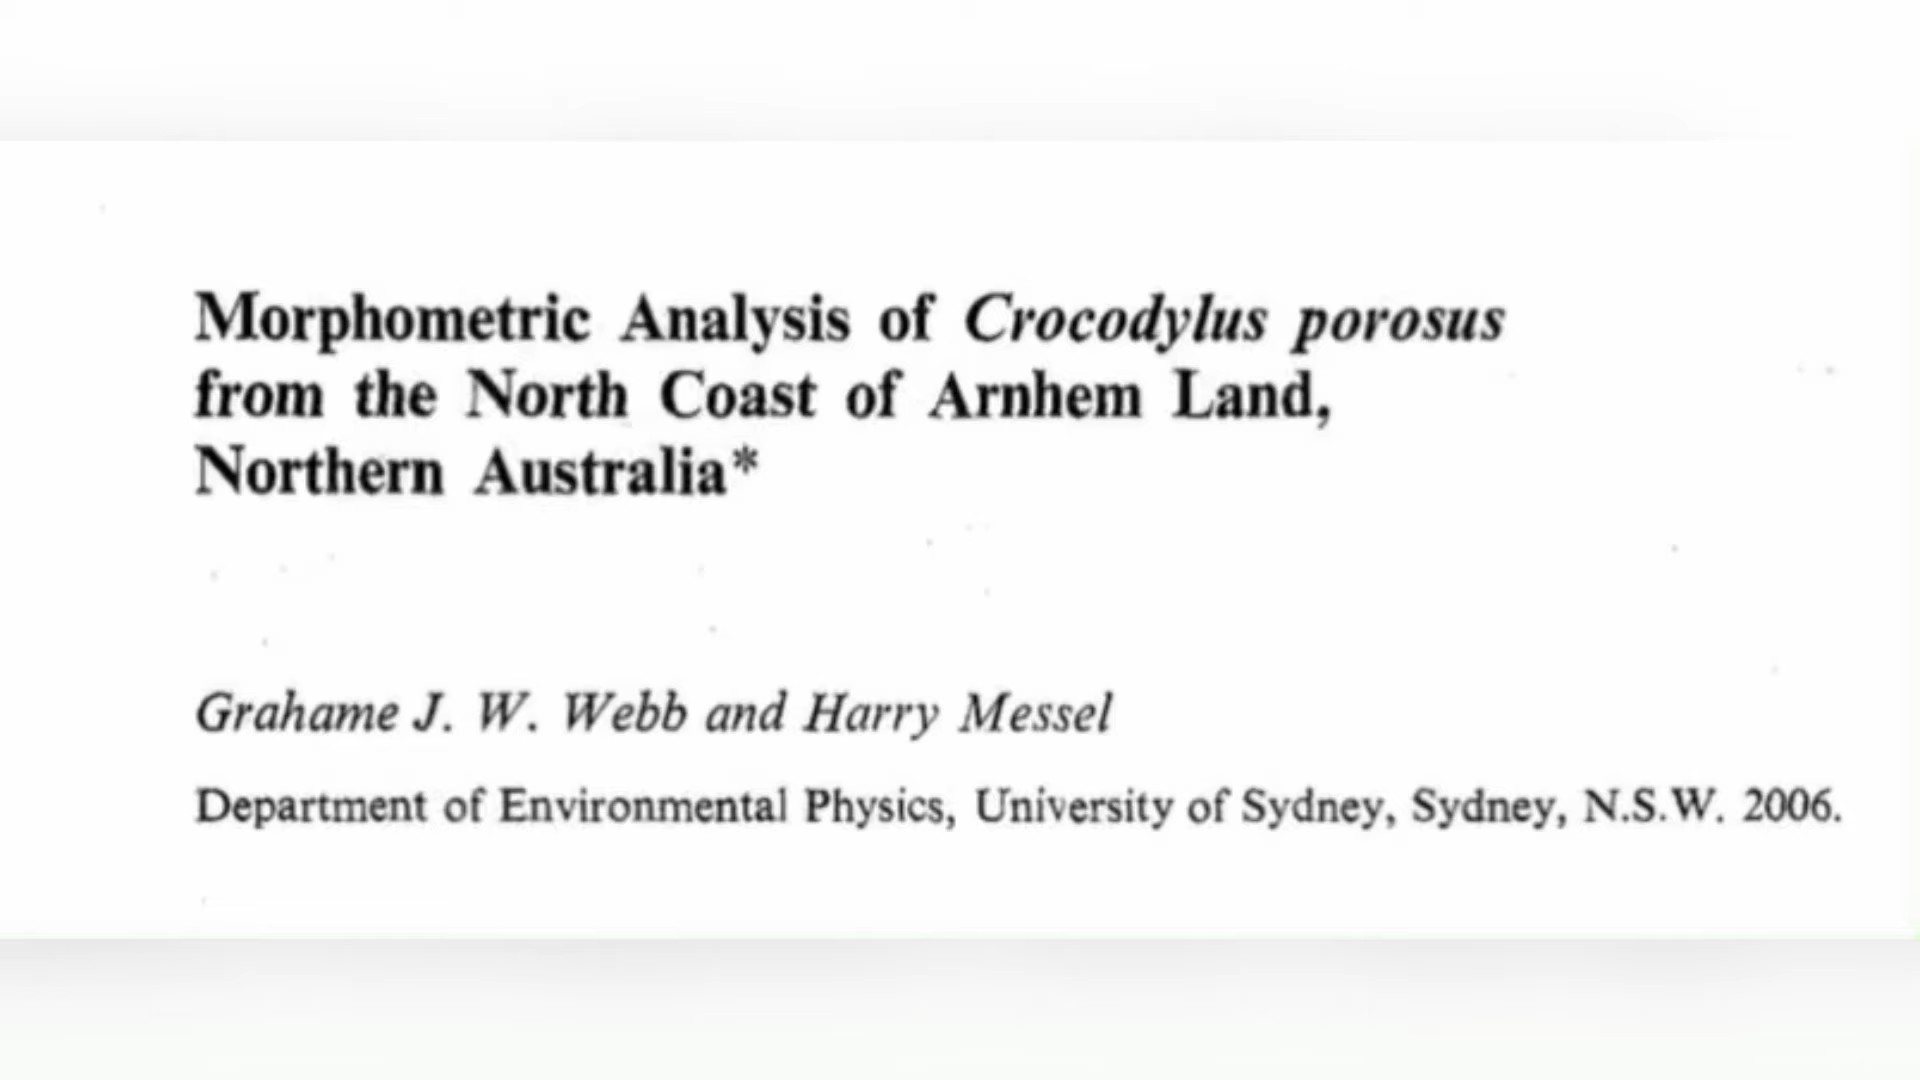 Morphometric Analysis of Crocodylus porosus
from the North Coast of Arnhem Land,
Northern Australia*
Grahame J. W. Webb and Harry Messel
Department of Environmental Physics, University of Sydney, Sydney, N.S.W. 2006.